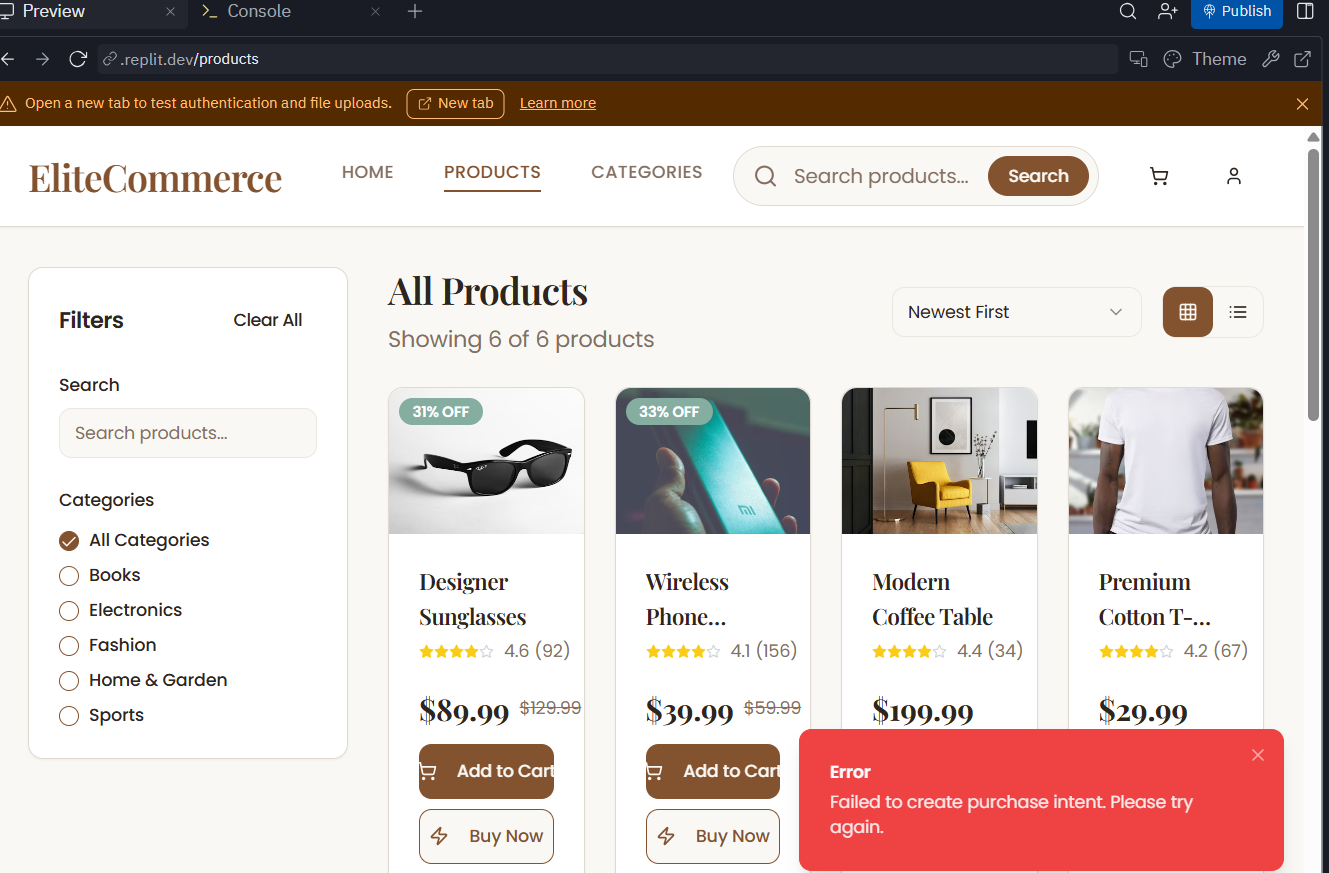 Preview
Console
Publish
.replit.dev/products
Theme
Open a new tab to test authentication and file uploads.
New tab
Learn more
EliteCommerce
HOME
PRODUCTS
CATEGORIES
Search products...
Search
Filters
Clear All
Search
Search products...
Categories
All Categories
Books
Electronics
Fashion
Home & Garden
Sports
All Products
Showing 6 of 6 products
Newest First
31% OFF
Designer
Sunglasses
4.6 (92)
$89.99 $129.99
Add to Cart
Buy Now
33% OFF
mi
Wireless
Phone...
4.1 (156)
$39.99 $59.99
Add to Cart
Buy Now
Modern
Coffee Table
4.4 (34)
$199.99
Premium
Cotton T-...
4.2 (67)
$29.99
Error
Failed to create purchase intent. Please try
again.